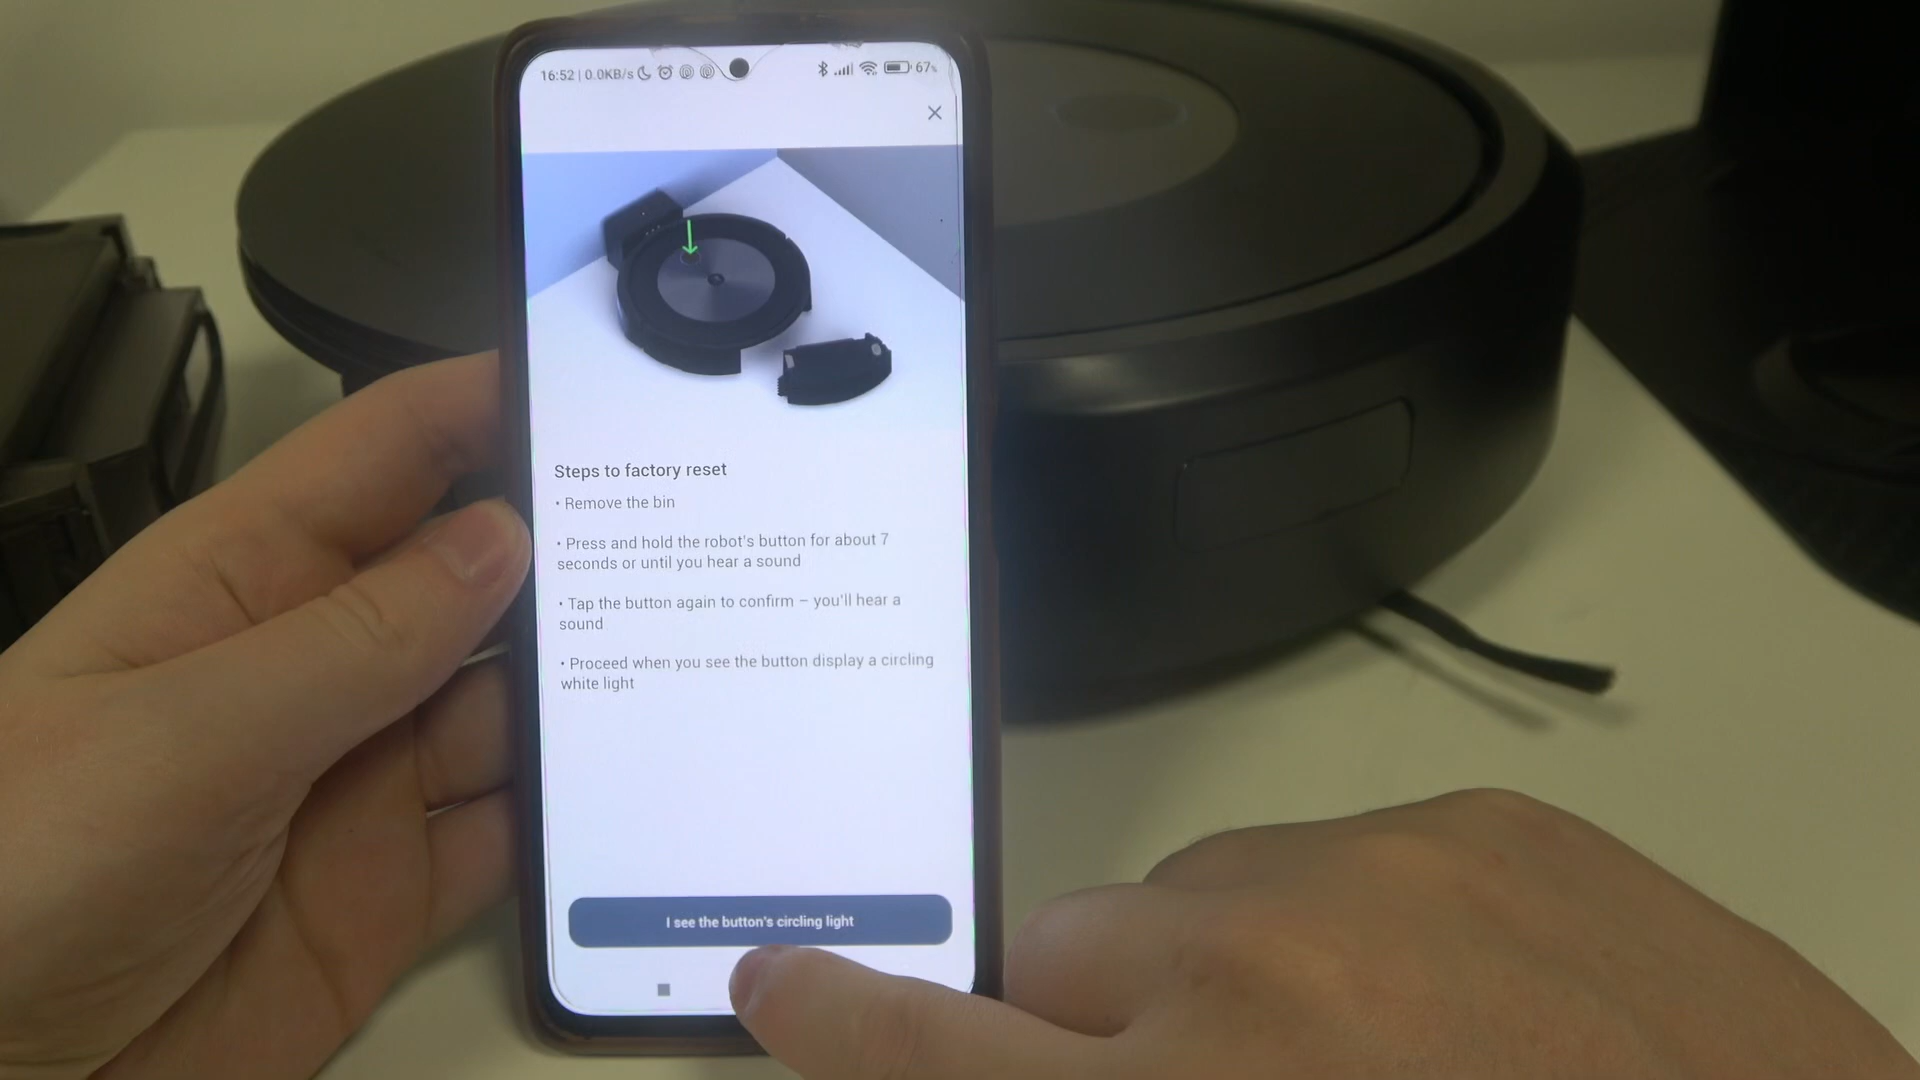 16:52 | 0.0KB/s
67%
Steps to factory reset
• Remove the bin
• Press and hold the robot's button for about 7
seconds or until you hear a sound
• Tap the button again to confirm – you'll hear a
sound
• Proceed when you see the button display a circling
white light
I see the button's circling light